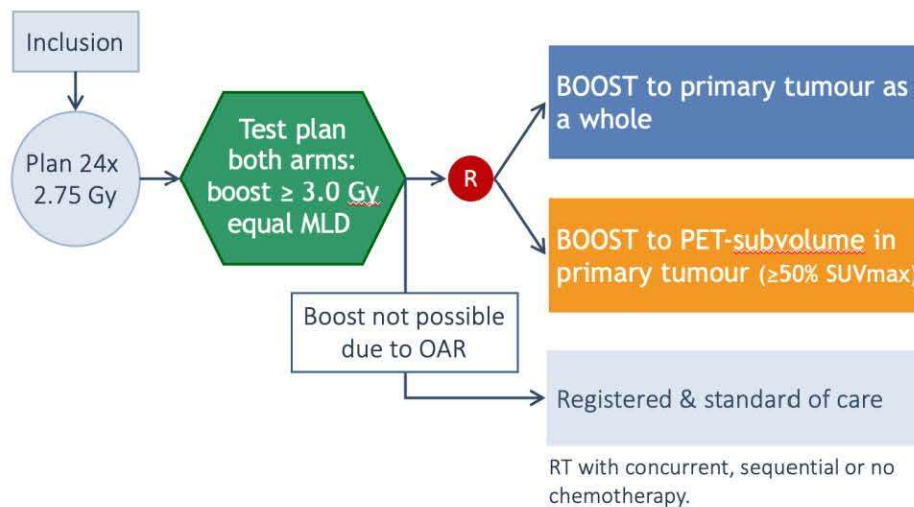 Inclusion
Plan 24x
2.75 Gy
Test plan
both arms:
boost ≥ 3.0 Gy
equal MLD
R
BOOST to primary tumour as
a whole
BOOST to PET-subvolume in
primary tumour (≥50% SUVmax)
Boost not possible
due to OAR
Registered & standard of care
RT with concurrent, sequential or no
chemotherapy.